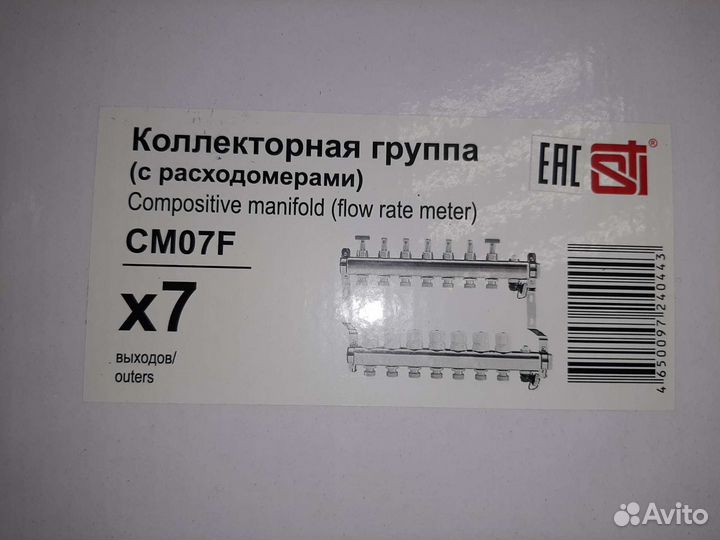 Коллекторная группа
(с расходомерами)
Compositive manifold (flow rate meter)
CM07F
x7
выходов/
outers
EAC
STI®
4650097240443
Avito